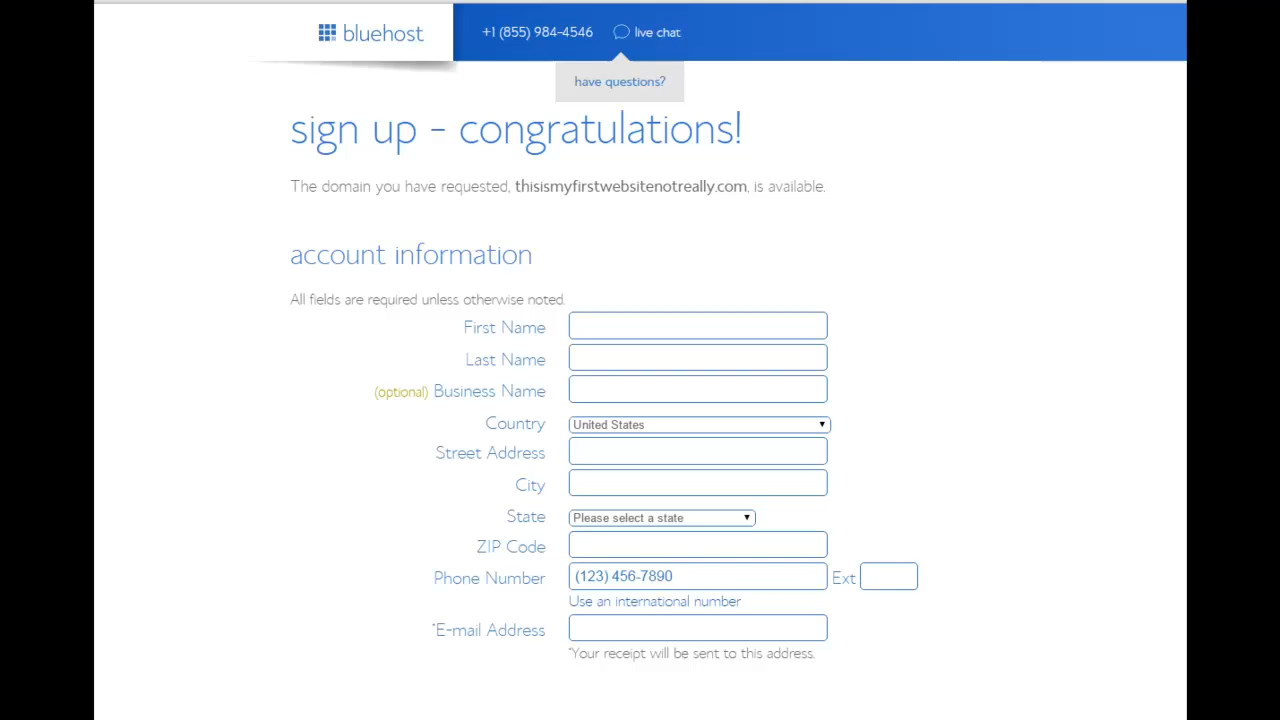 bluehost +1 (855) 984-4546 live chat
have questions?
sign up - congratulations!
The domain you have requested, thisismyfirstwebsitenotreally.com, is available.
account information
All fields are required unless otherwise noted.
First Name
Last Name
(optional) Business Name
Country United States
Street Address
City
State Please select a state
ZIP Code
Phone Number (123) 456-7890 Ext
Use an international number
*E-mail Address
*Your receipt will be sent to this address.